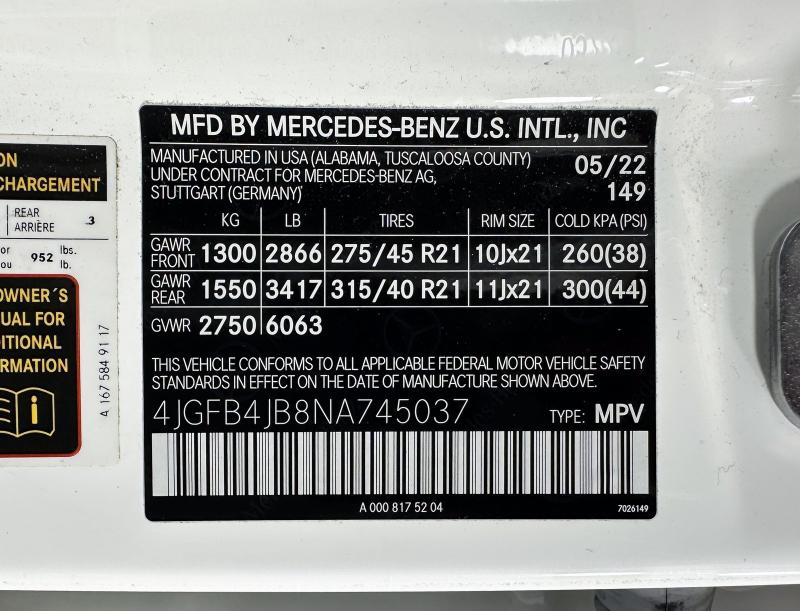 ON
CHARGEMENT
REAR
ARRIÈRE
3
or
ou
952
lbs.
lb.
OWNER´S
UAL FOR
DITIONAL
RMATION
A 167 584 91 17
MFD BY MERCEDES-BENZ U.S. INTL., INC
MANUFACTURED IN USA (ALABAMA, TUSCALOOSA COUNTY) 05/22
UNDER CONTRACT FOR MERCEDES-BENZ AG,
STUTTGART (GERMANY) 149
KG LB TIRES RIM SIZE COLD KPA (PSI)
GAWR FRONT 1300 2866 275/45 R21 10Jx21 260(38)
GAWR REAR 1550 3417 315/40 R21 11Jx21 300(44)
GVWR 2750 6063
THIS VEHICLE CONFORMS TO ALL APPLICABLE FEDERAL MOTOR VEHICLE SAFETY
STANDARDS IN EFFECT ON THE DATE OF MANUFACTURE SHOWN ABOVE.
4JGFB4JB8NA745037 TYPE: MPV
A 000 817 52 04
7026149